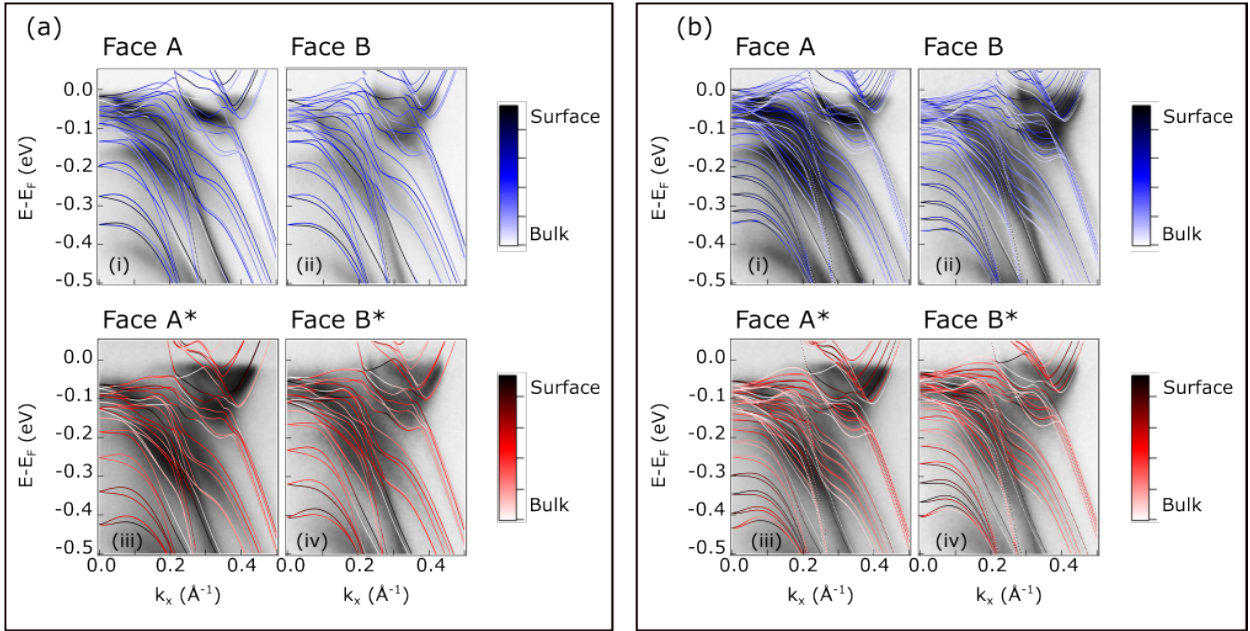 (a)
Face A
Face B
0.0
-0.1
-0.2
-0.3
-0.4
-0.5
E-EF (eV)
(i)
(ii)
Surface
Bulk
Face A*
Face B*
0.0
-0.1
-0.2
-0.3
-0.4
-0.5
E-EF (eV)
(iii)
(iv)
Surface
Bulk
0.0
0.2
0.4
0.2
0.4
kx (Å-1)
kx (Å-1)
(b)
Face A
Face B
0.0
-0.1
-0.2
-0.3
-0.4
-0.5
E-EF (eV)
(i)
(ii)
Surface
Bulk
Face A*
Face B*
0.0
-0.1
-0.2
-0.3
-0.4
-0.5
E-EF (eV)
(iii)
(iv)
Surface
Bulk
0.0
0.2
0.4
0.2
0.4
kx (Å-1)
kx (Å-1)